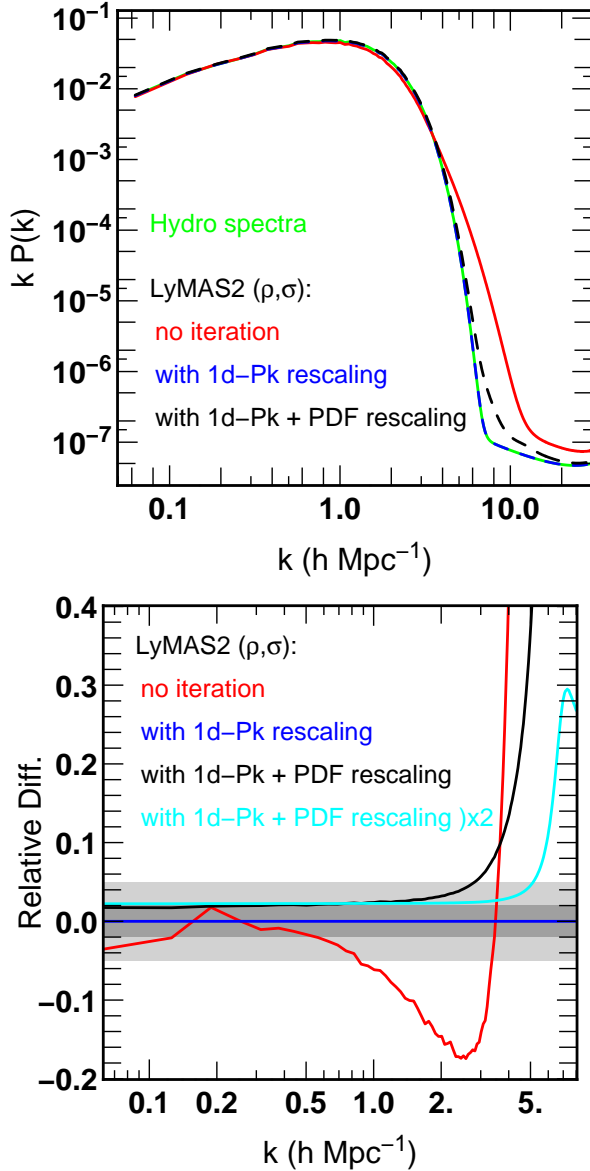 10⁻¹
10⁻²
10⁻³
10⁻⁴
10⁻⁵
10⁻⁶
10⁻⁷
k P(k)
Hydro spectra
LyMAS2 (ρ,σ):
no iteration
with 1d−Pk rescaling
with 1d−Pk + PDF rescaling
0.1 1.0 10.0
k (h Mpc⁻¹)
0.4
0.3
0.2
0.1
0.0
−0.1
−0.2
Relative Diff.
LyMAS2 (ρ,σ):
no iteration
with 1d−Pk rescaling
with 1d−Pk + PDF rescaling
with 1d−Pk + PDF rescaling )x2
0.1 0.2 0.5 1.0 2. 5.
k (h Mpc⁻¹)